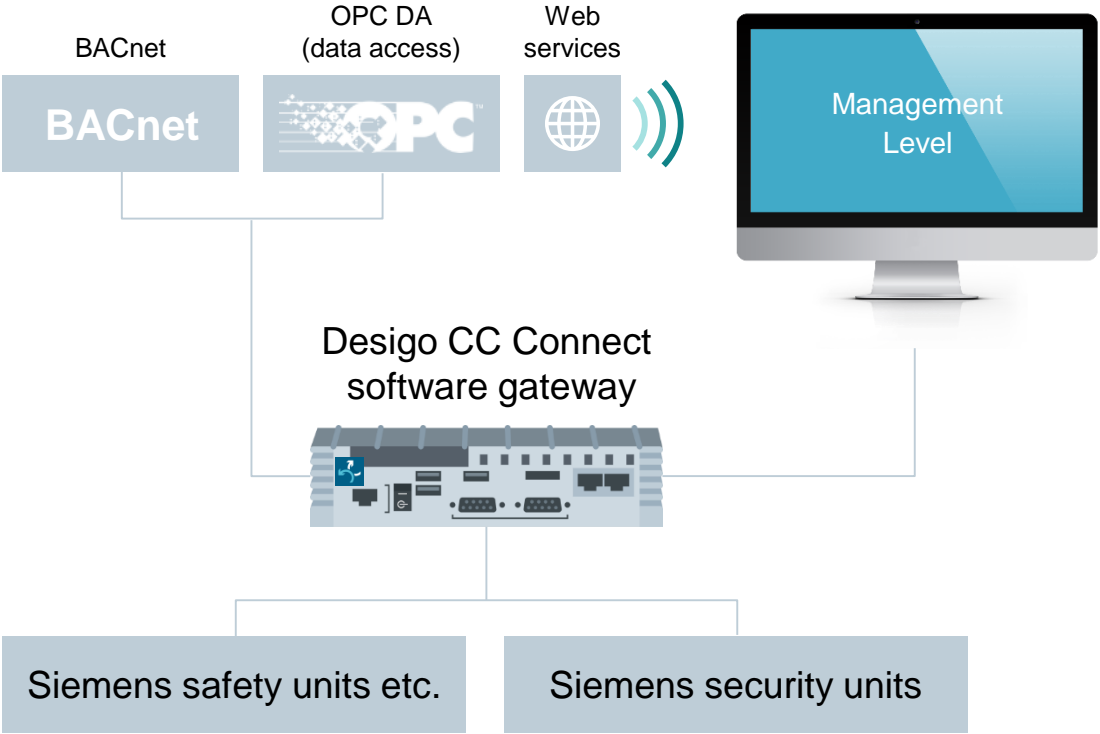 BACnet
OPC DA
(data access)
Web
services
BACnet
OPC™
Management
Level
Desigo CC Connect
software gateway
Siemens safety units etc.
Siemens security units